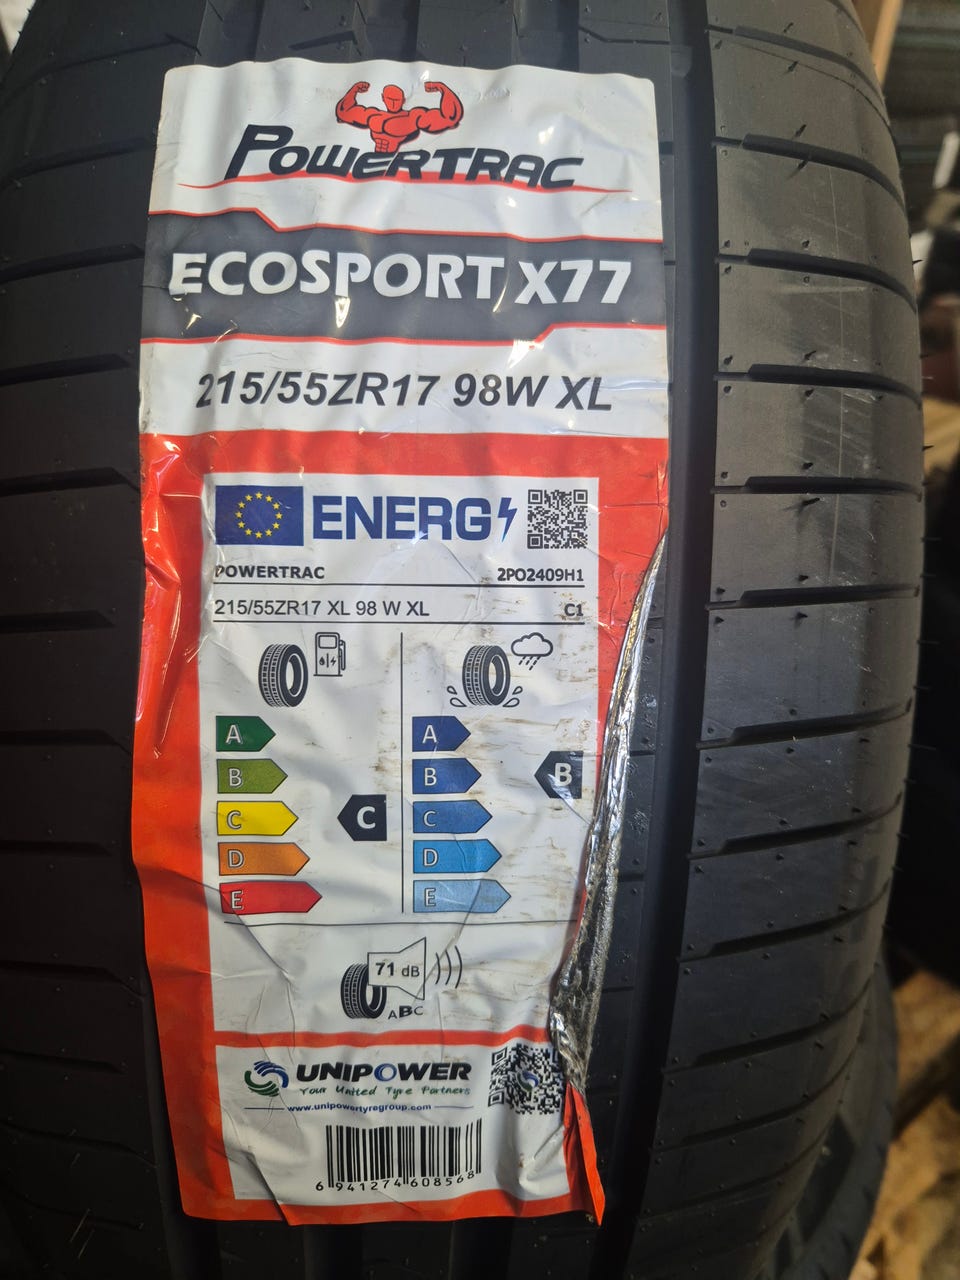 POWERTRAC
ECOSPORT X77
215/55ZR17 98W XL
ENERG
POWERTRAC 2PO2409H1
215/55ZR17 XL 98 W XL C1
A A
B B B
C C C
D D
E E
71 dB
ABC
UNIPOWER
Your United Tyre Partners
www.unipowertyregroup.com
6 941274 608568